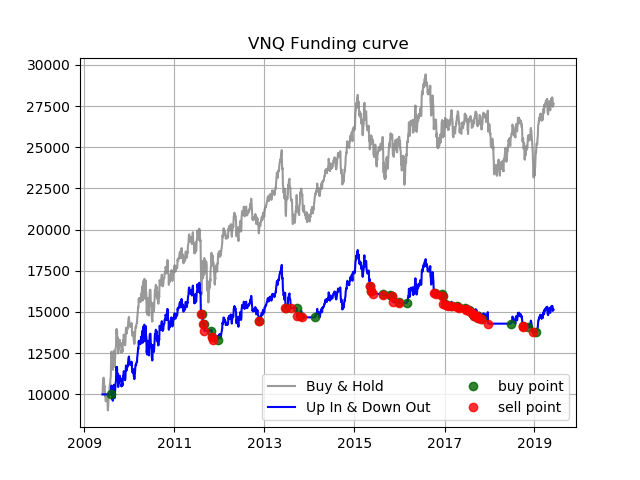 VNQ Funding curve
30000
27500
25000
22500
20000
17500
15000
12500
10000
Buy & Hold
Up In & Down Out
buy point
sell point
2009 2011 2013 2015 2017 2019